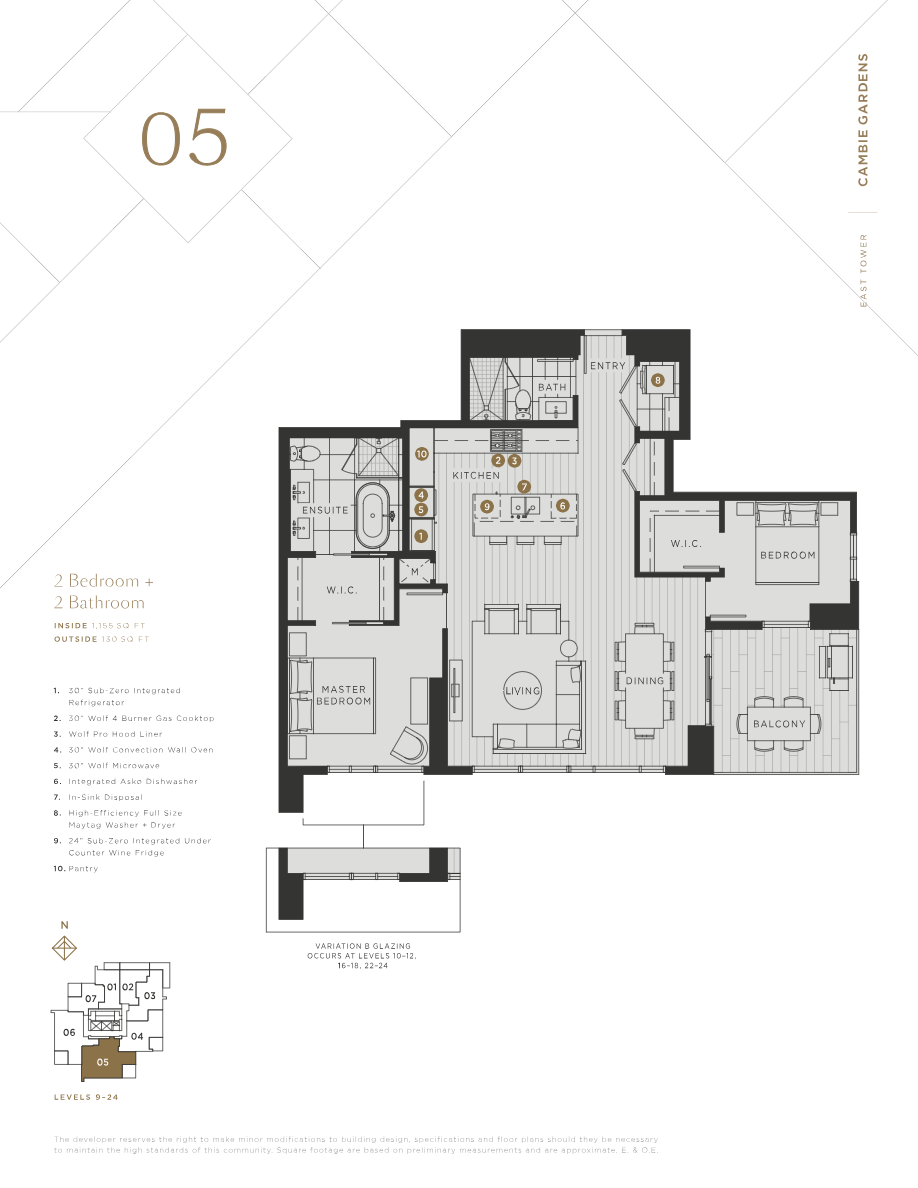 05
CAMBIE GARDENS
EAST TOWER
ENTRY
BATH
8
10
2 3
KITCHEN
7
4
5
9
6
ENSUITE
1
W.I.C.
BEDROOM
M
W.I.C.
2 Bedroom +
2 Bathroom
INSIDE 1,155 SQ FT
OUTSIDE 130 SQ FT
MASTER
BEDROOM
LIVING
DINING
BALCONY
1. 30" Sub-Zero Integrated
Refrigerator
2. 30" Wolf 4 Burner Gas Cooktop
3. Wolf Pro Hood Liner
4. 30" Wolf Convection Wall Oven
5. 30" Wolf Microwave
6. Integrated Asko Dishwasher
7. In-Sink Disposal
8. High-Efficiency Full Size
Maytag Washer + Dryer
9. 24" Sub-Zero Integrated Under
Counter Wine Fridge
10. Pantry
VARIATION B GLAZING
OCCURS AT LEVELS 10–12,
16–18, 22–24
N
01
02
03
07
06
04
05
LEVELS 9–24
The developer reserves the right to make minor modifications to building design, specifications and floor plans should they be necessary
to maintain the high standards of this community. Square footage are based on preliminary measurements and are approximate. E. & O.E.